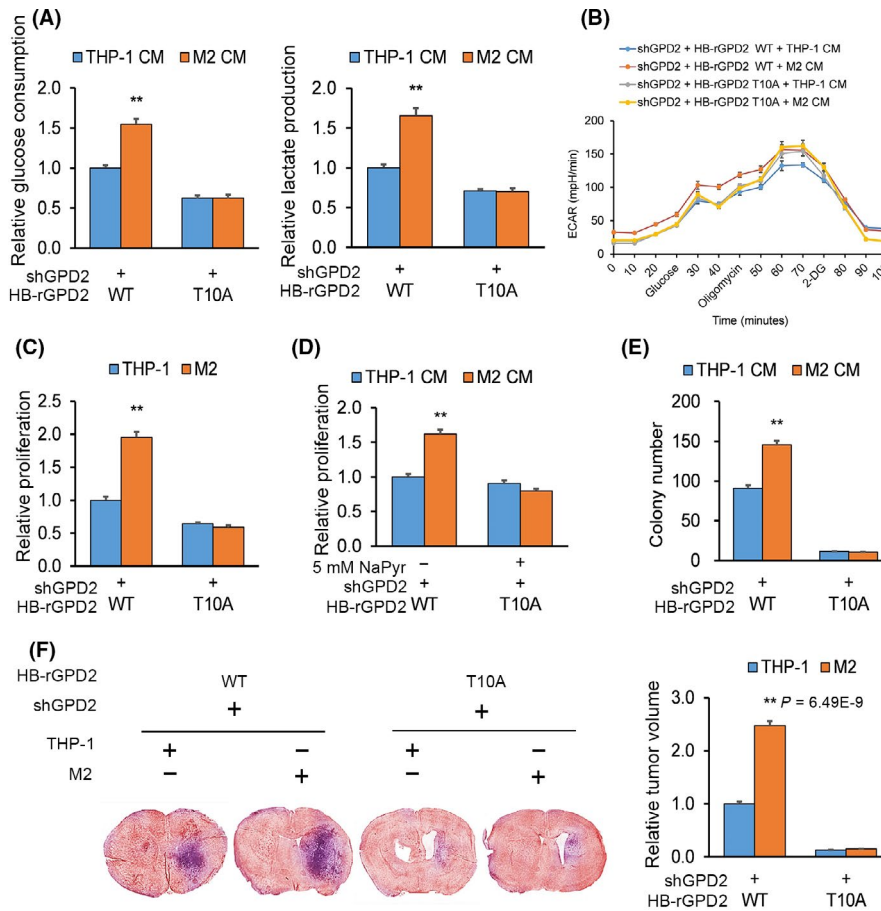 (A)
THP-1 CM M2 CM
Relative glucose consumption
2.0
1.5
1.0
0.5
0.0
**
shGPD2 + +
HB-rGPD2 WT T10A
THP-1 CM M2 CM
Relative lactate production
2.0
1.5
1.0
0.5
0.0
**
shGPD2 + +
HB-rGPD2 WT T10A
(B)
shGPD2 + HB-rGPD2 WT + THP-1 CM
shGPD2 + HB-rGPD2 WT + M2 CM
shGPD2 + HB-rGPD2 T10A + THP-1 CM
shGPD2 + HB-rGPD2 T10A + M2 CM
ECAR (mpH/min)
200
150
100
50
0
0 10 20 Glucose 30 40 Oligomycin 50 60 70 2-DG 80 90 10
Time (minutes)
(C)
THP-1 M2
Relative proliferation
2.5
2.0
1.5
1.0
0.5
0.0
**
shGPD2 + +
HB-rGPD2 WT T10A
(D)
THP-1 CM M2 CM
Relative proliferation
2.0
1.5
1.0
0.5
0.0
**
5 mM NaPyr – +
shGPD2 + +
HB-rGPD2 WT T10A
(E)
THP-1 CM M2 CM
Colony number
200
150
100
50
0
**
shGPD2 + +
HB-rGPD2 WT T10A
(F)
HB-rGPD2 WT T10A
shGPD2 + +
THP-1 + – + –
M2 – + – +
THP-1 M2
Relative tumor volume
3.0
2.0
1.0
0.0
** P = 6.49E-9
shGPD2 + +
HB-rGPD2 WT T10A